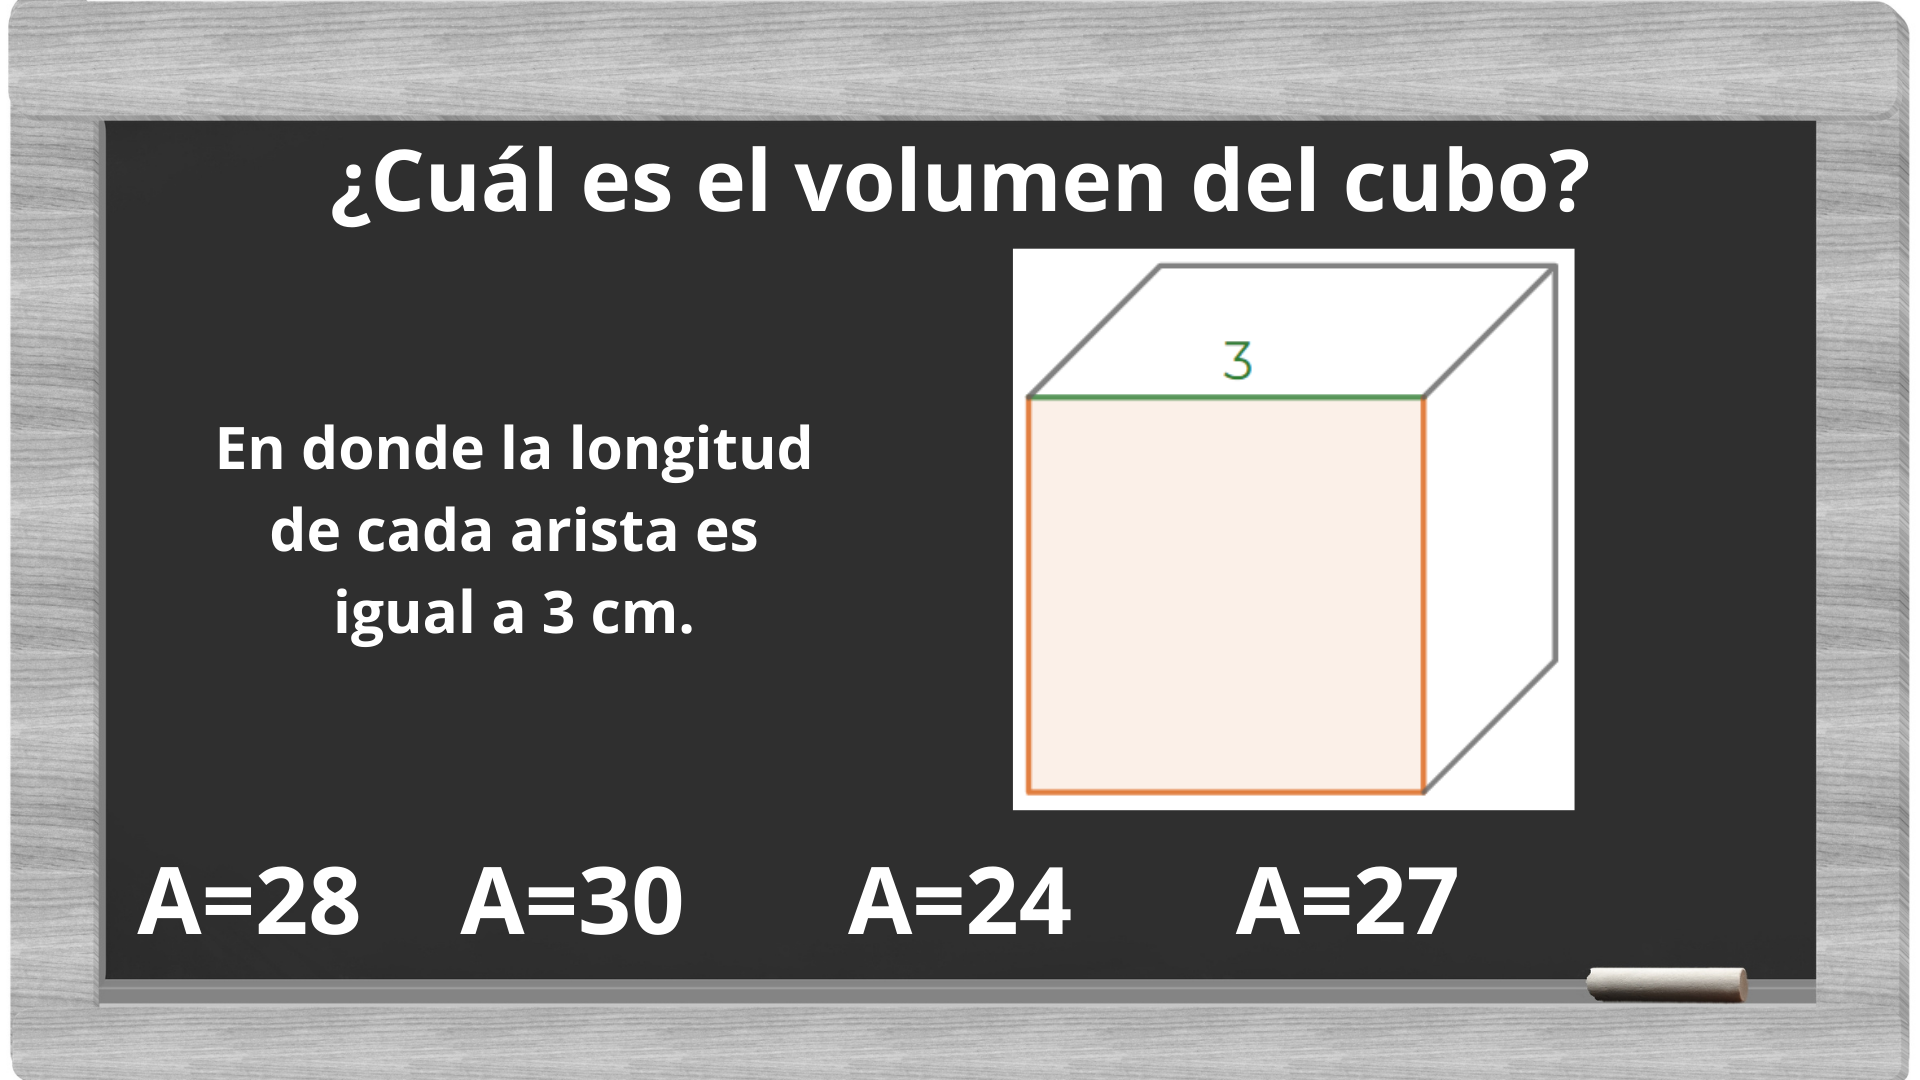 ¿Cuál es el volumen del cubo?
3
En donde la longitud
de cada arista es
igual a 3 cm.
A=28 A=30 A=24 A=27